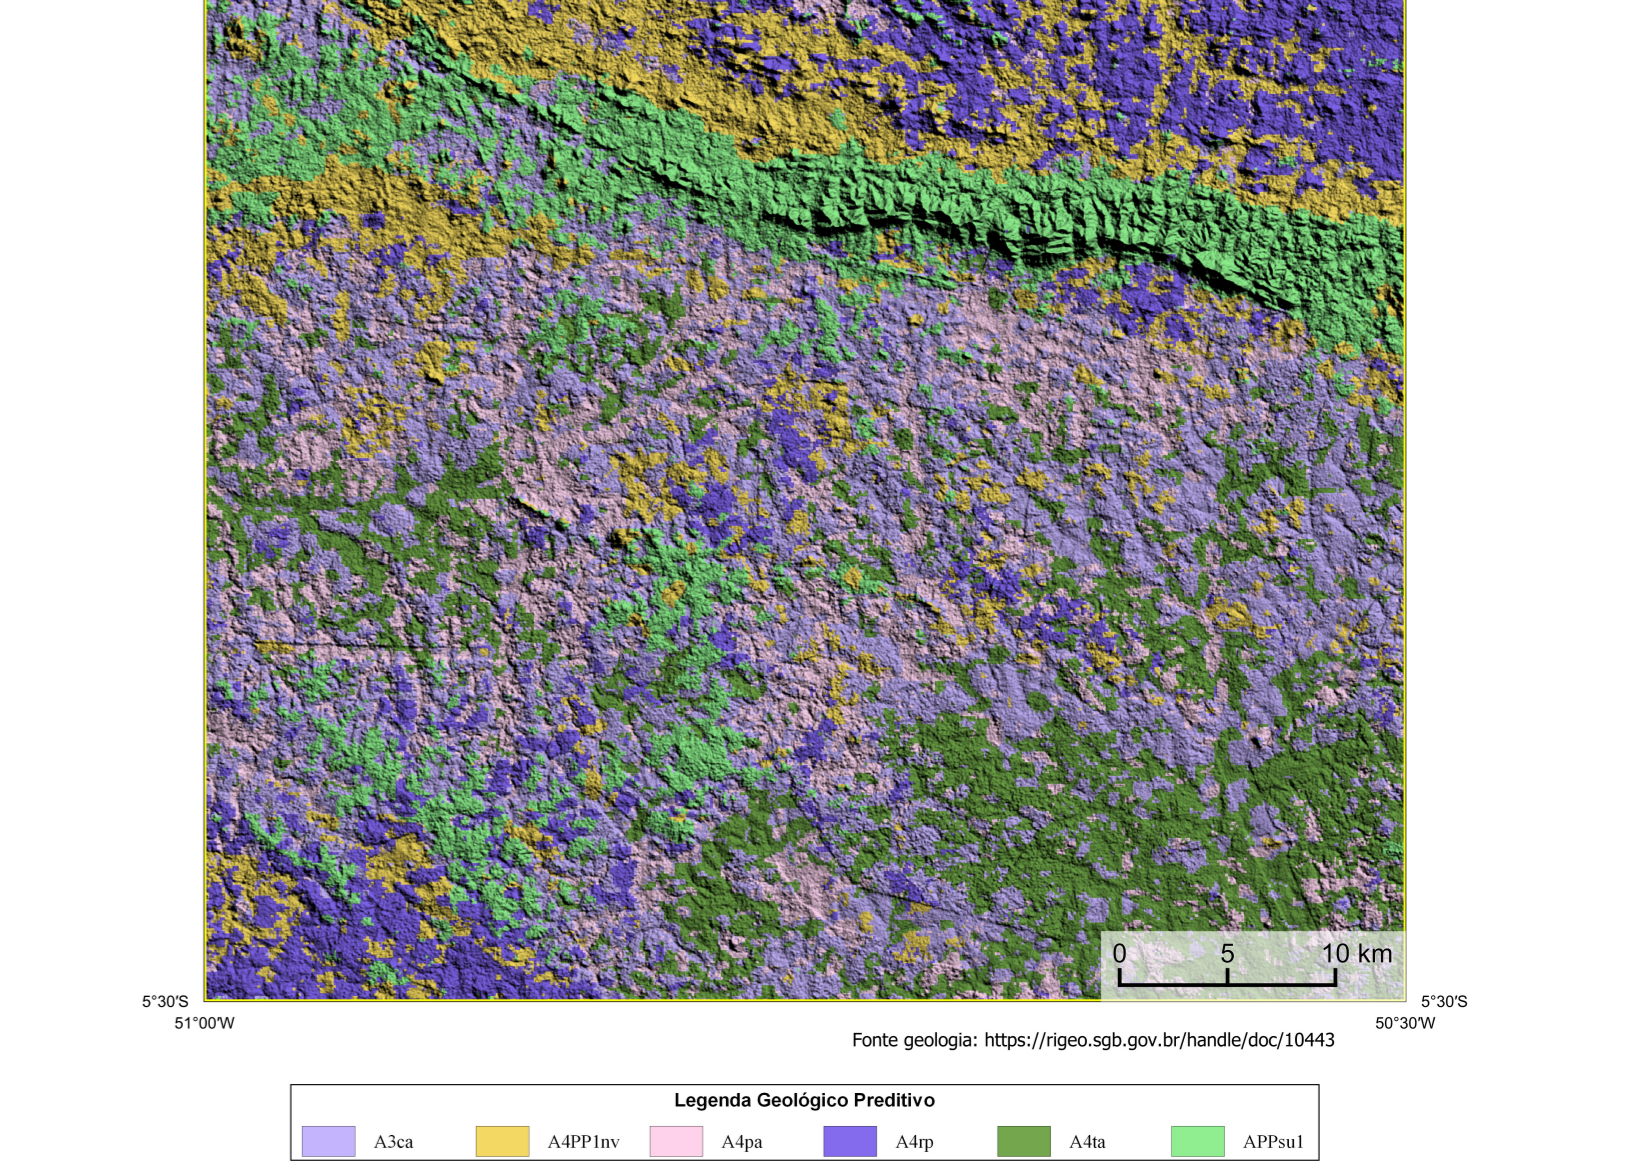 0 5 10 km
5°30'S 5°30'S
51°00'W 50°30'W
Fonte geologia: https://rigeo.sgb.gov.br/handle/doc/10443
Legenda Geológico Preditivo
A3ca A4PP1nv A4pa A4rp A4ta APPsu1